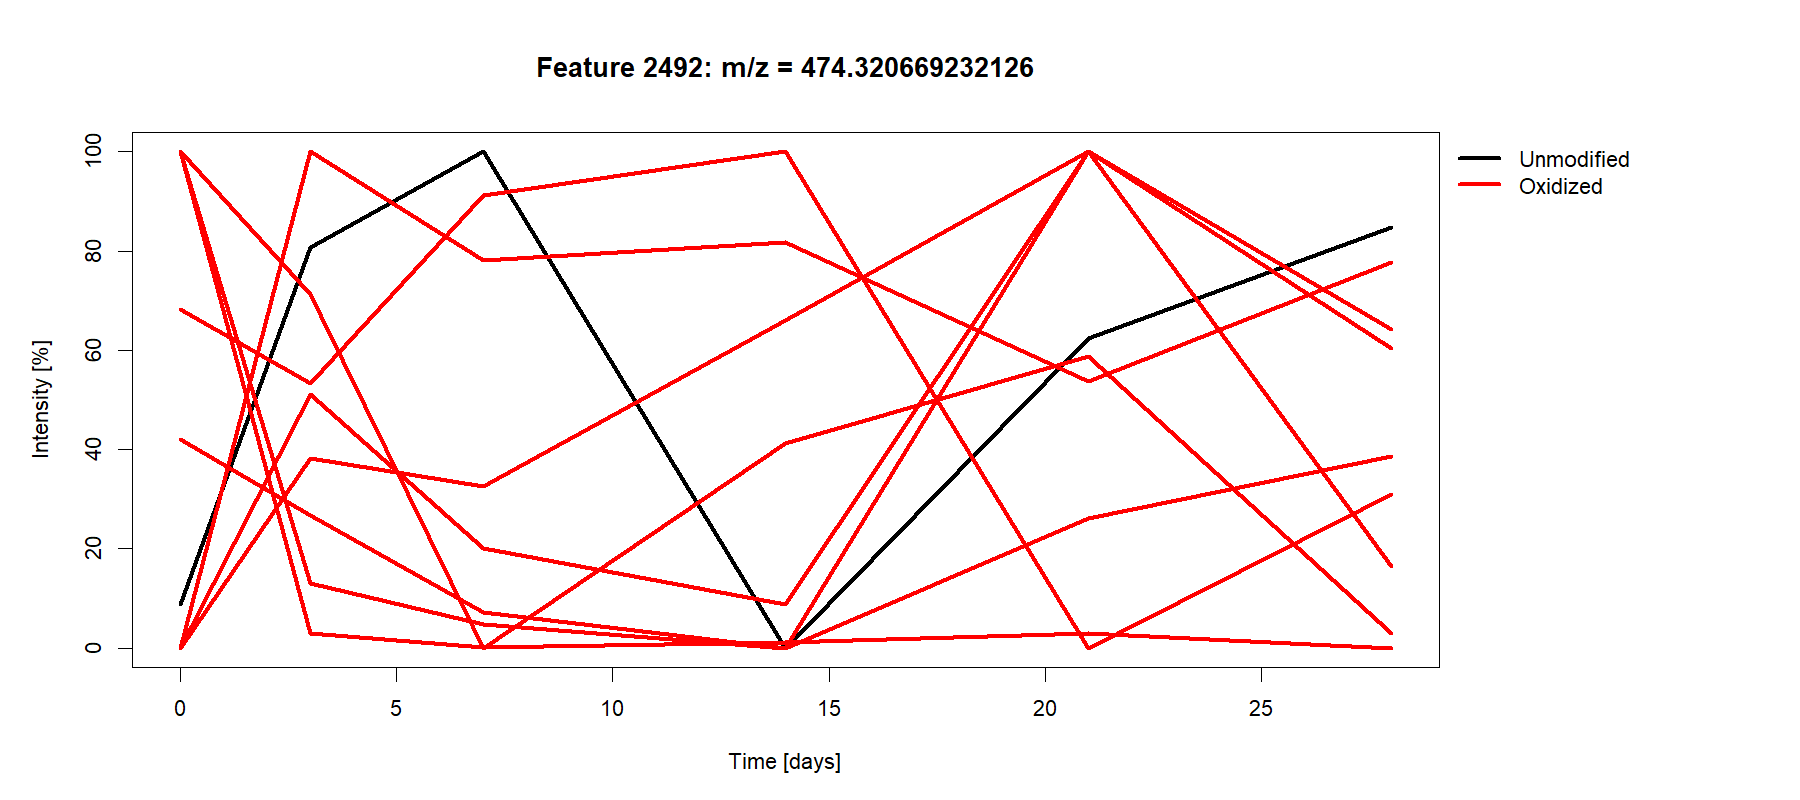 Feature 2492: m/z = 474.320669232126
Unmodified
Oxidized
Intensity [%]
100
80
60
40
20
0
0 5 10 15 20 25
Time [days]